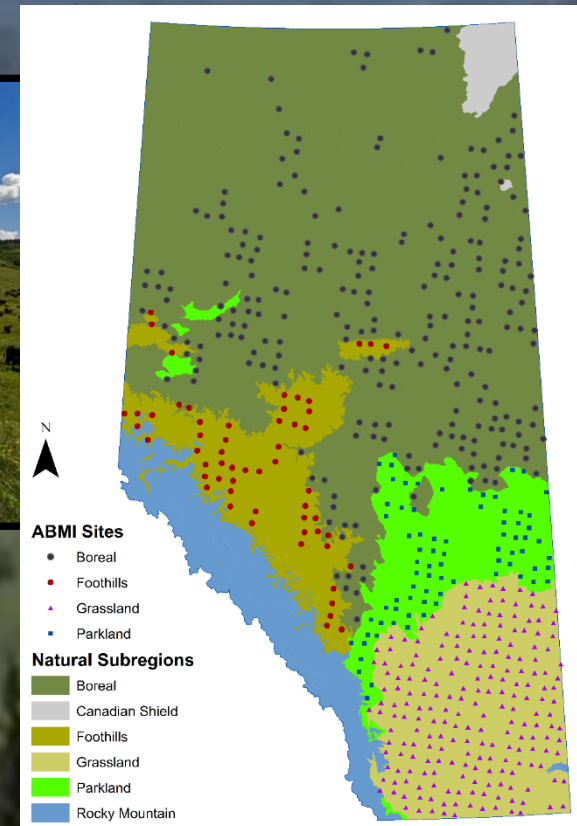 N
ABMI Sites
Boreal
Foothills
Grassland
Parkland
Natural Subregions
Boreal
Canadian Shield
Foothills
Grassland
Parkland
Rocky Mountain